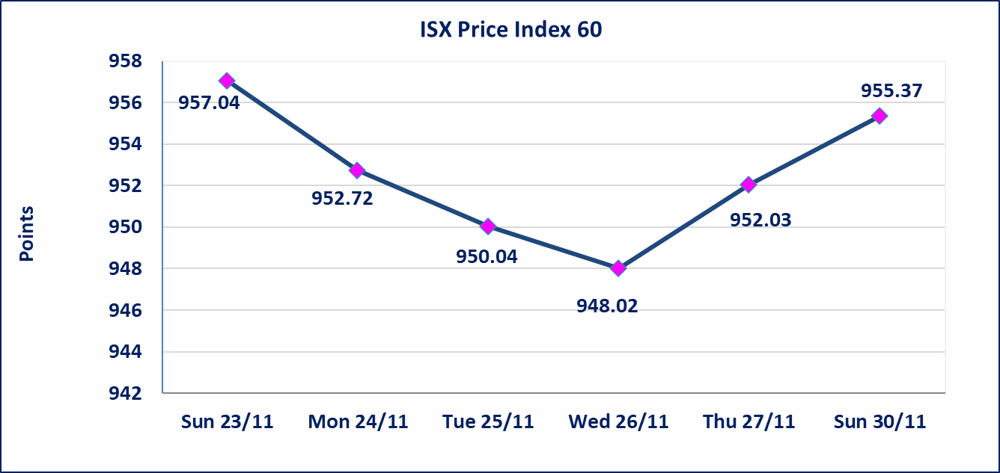 ISX Price Index 60
Points
958
956
954
952
950
948
946
944
942
957.04
952.72
950.04
948.02
952.03
955.37
Sun 23/11
Mon 24/11
Tue 25/11
Wed 26/11
Thu 27/11
Sun 30/11